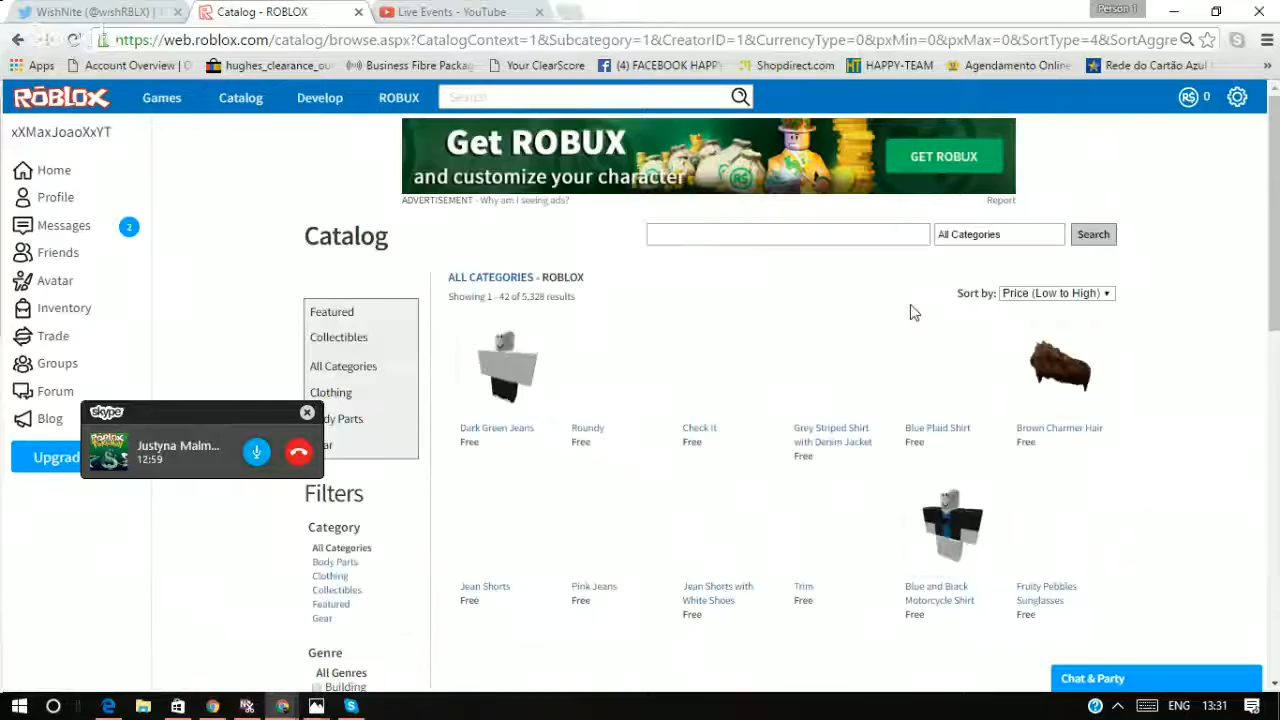 WishNite (@wishRBLX) |
Catalog - ROBLOX
Live Events - YouTube
Person 1
https://web.roblox.com/catalog/browse.aspx?CatalogContext=1&Subcategory=1&CreatorID=1&CurrencyType=0&pxMin=0&pxMax=0&SortType=4&SortAggre
Apps
Account Overview | O
hughes_clearance_ou
Business Fibre Packag
Your ClearScore
(4) FACEBOOK HAPPY
Shopdirect.com
HT HAPPY-TEAM
Agendamento Online
Rede do Cartão Azul
»
ROBLOX
Games
Catalog
Develop
ROBUX
Search
R$ 0
xXMaxJoaoXxYT
Home
Profile
Messages 2
Friends
Avatar
Inventory
Trade
Groups
Forum
Blog
Upgrad
Get ROBUX
and customize your character
GET ROBUX
ADVERTISEMENT - Why am I seeing ads?
Report
Catalog
All Categories
Search
ALL CATEGORIES - ROBLOX
Showing 1 - 42 of 5,328 results
Sort by: Price (Low to High)
Featured
Collectibles
All Categories
Clothing
dy Parts
ar
skype
Justyna Malm...
12:59
Filters
Category
All Categories
Body Parts
Clothing
Collectibles
Featured
Gear
Genre
All Genres
Building
Dark Green Jeans
Free
Roundy
Free
Check It
Free
Grey Striped Shirt
with Denim Jacket
Free
Blue Plaid Shirt
Free
Brown Charmer Hair
Free
Jean Shorts
Free
Pink Jeans
Free
Jean Shorts with
White Shoes
Free
Trim
Free
Blue and Black
Motorcycle Shirt
Free
Fruity Pebbles
Sunglasses
Free
Chat & Party
ENG
13:31